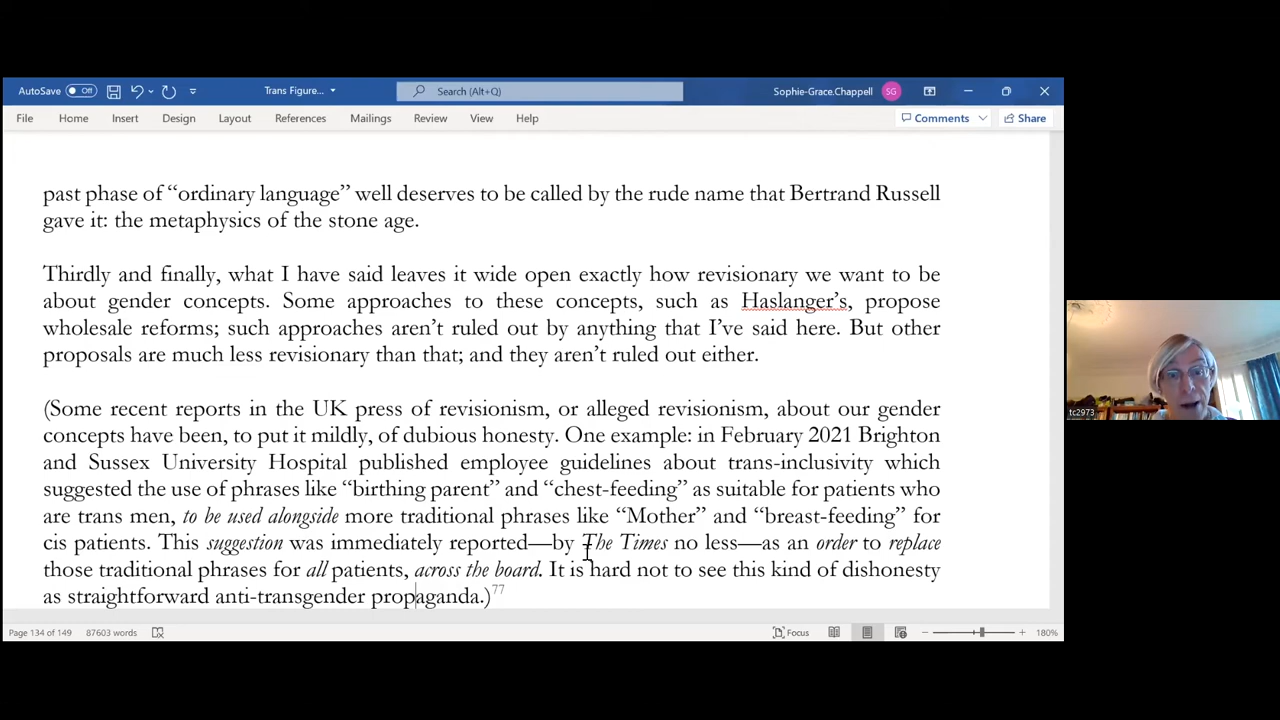 AutoSave Off Trans Figure... Search (Alt+Q) Sophie-Grace.Chappell SG
File Home Insert Design Layout References Mailings Review View Help Comments Share
past phase of “ordinary language” well deserves to be called by the rude name that Bertrand Russell
gave it: the metaphysics of the stone age.
Thirdly and finally, what I have said leaves it wide open exactly how revisionary we want to be
about gender concepts. Some approaches to these concepts, such as Haslanger’s, propose
wholesale reforms; such approaches aren’t ruled out by anything that I’ve said here. But other
proposals are much less revisionary than that; and they aren’t ruled out either.
(Some recent reports in the UK press of revisionism, or alleged revisionism, about our gender
concepts have been, to put it mildly, of dubious honesty. One example: in February 2021 Brighton
and Sussex University Hospital published employee guidelines about trans-inclusivity which
suggested the use of phrases like “birthing parent” and “chest-feeding” as suitable for patients who
are trans men, to be used alongside more traditional phrases like “Mother” and “breast-feeding” for
cis patients. This suggestion was immediately reported—by The Times no less—as an order to replace
those traditional phrases for all patients, across the board. It is hard not to see this kind of dishonesty
as straightforward anti-transgender propaganda.)77
tc2973
Page 134 of 149 87603 words Focus 180%